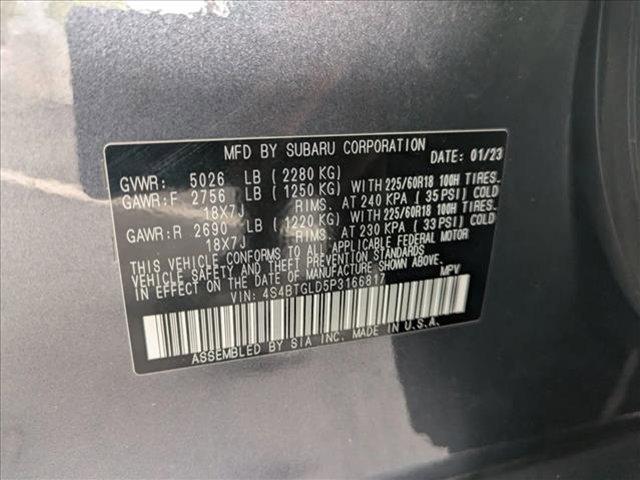 MFD BY SUBARU CORPORATION DATE: 01/23
GVWR: 5026 LB (2280 KG)
GAWR:F 2756 LB (1250 KG) WITH 225/60R18 100H TIRES.
18X7J RIMS. AT 240 KPA (35 PSI) COLD
GAWR:R 2690 LB (1220 KG) WITH 225/60R18 100H TIRES.
18X7J RIMS. AT 230 KPA (33 PSI) COLD
THIS VEHICLE CONFORMS TO ALL APPLICABLE FEDERAL MOTOR
VEHICLE SAFETY AND THEFT PREVENTION STANDARDS IN EFFECT
ON THE DATE OF MANUFACTURE SHOWN ABOVE.
VIN: 4S4BTGLD5P3166817 MPV
ASSEMBLED BY SIA INC. MADE IN U.S.A.